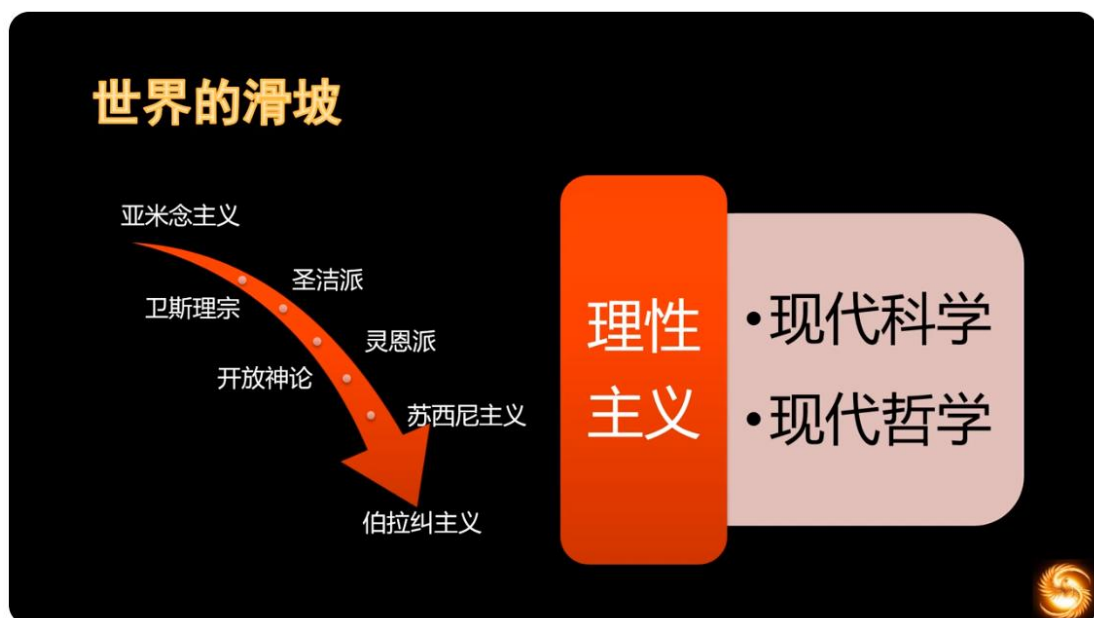 世界的滑坡
亚米念主义
圣洁派
卫斯理宗
灵恩派
开放神论
苏西尼主义
伯拉纠主义
理性
主义
•现代科学
•现代哲学